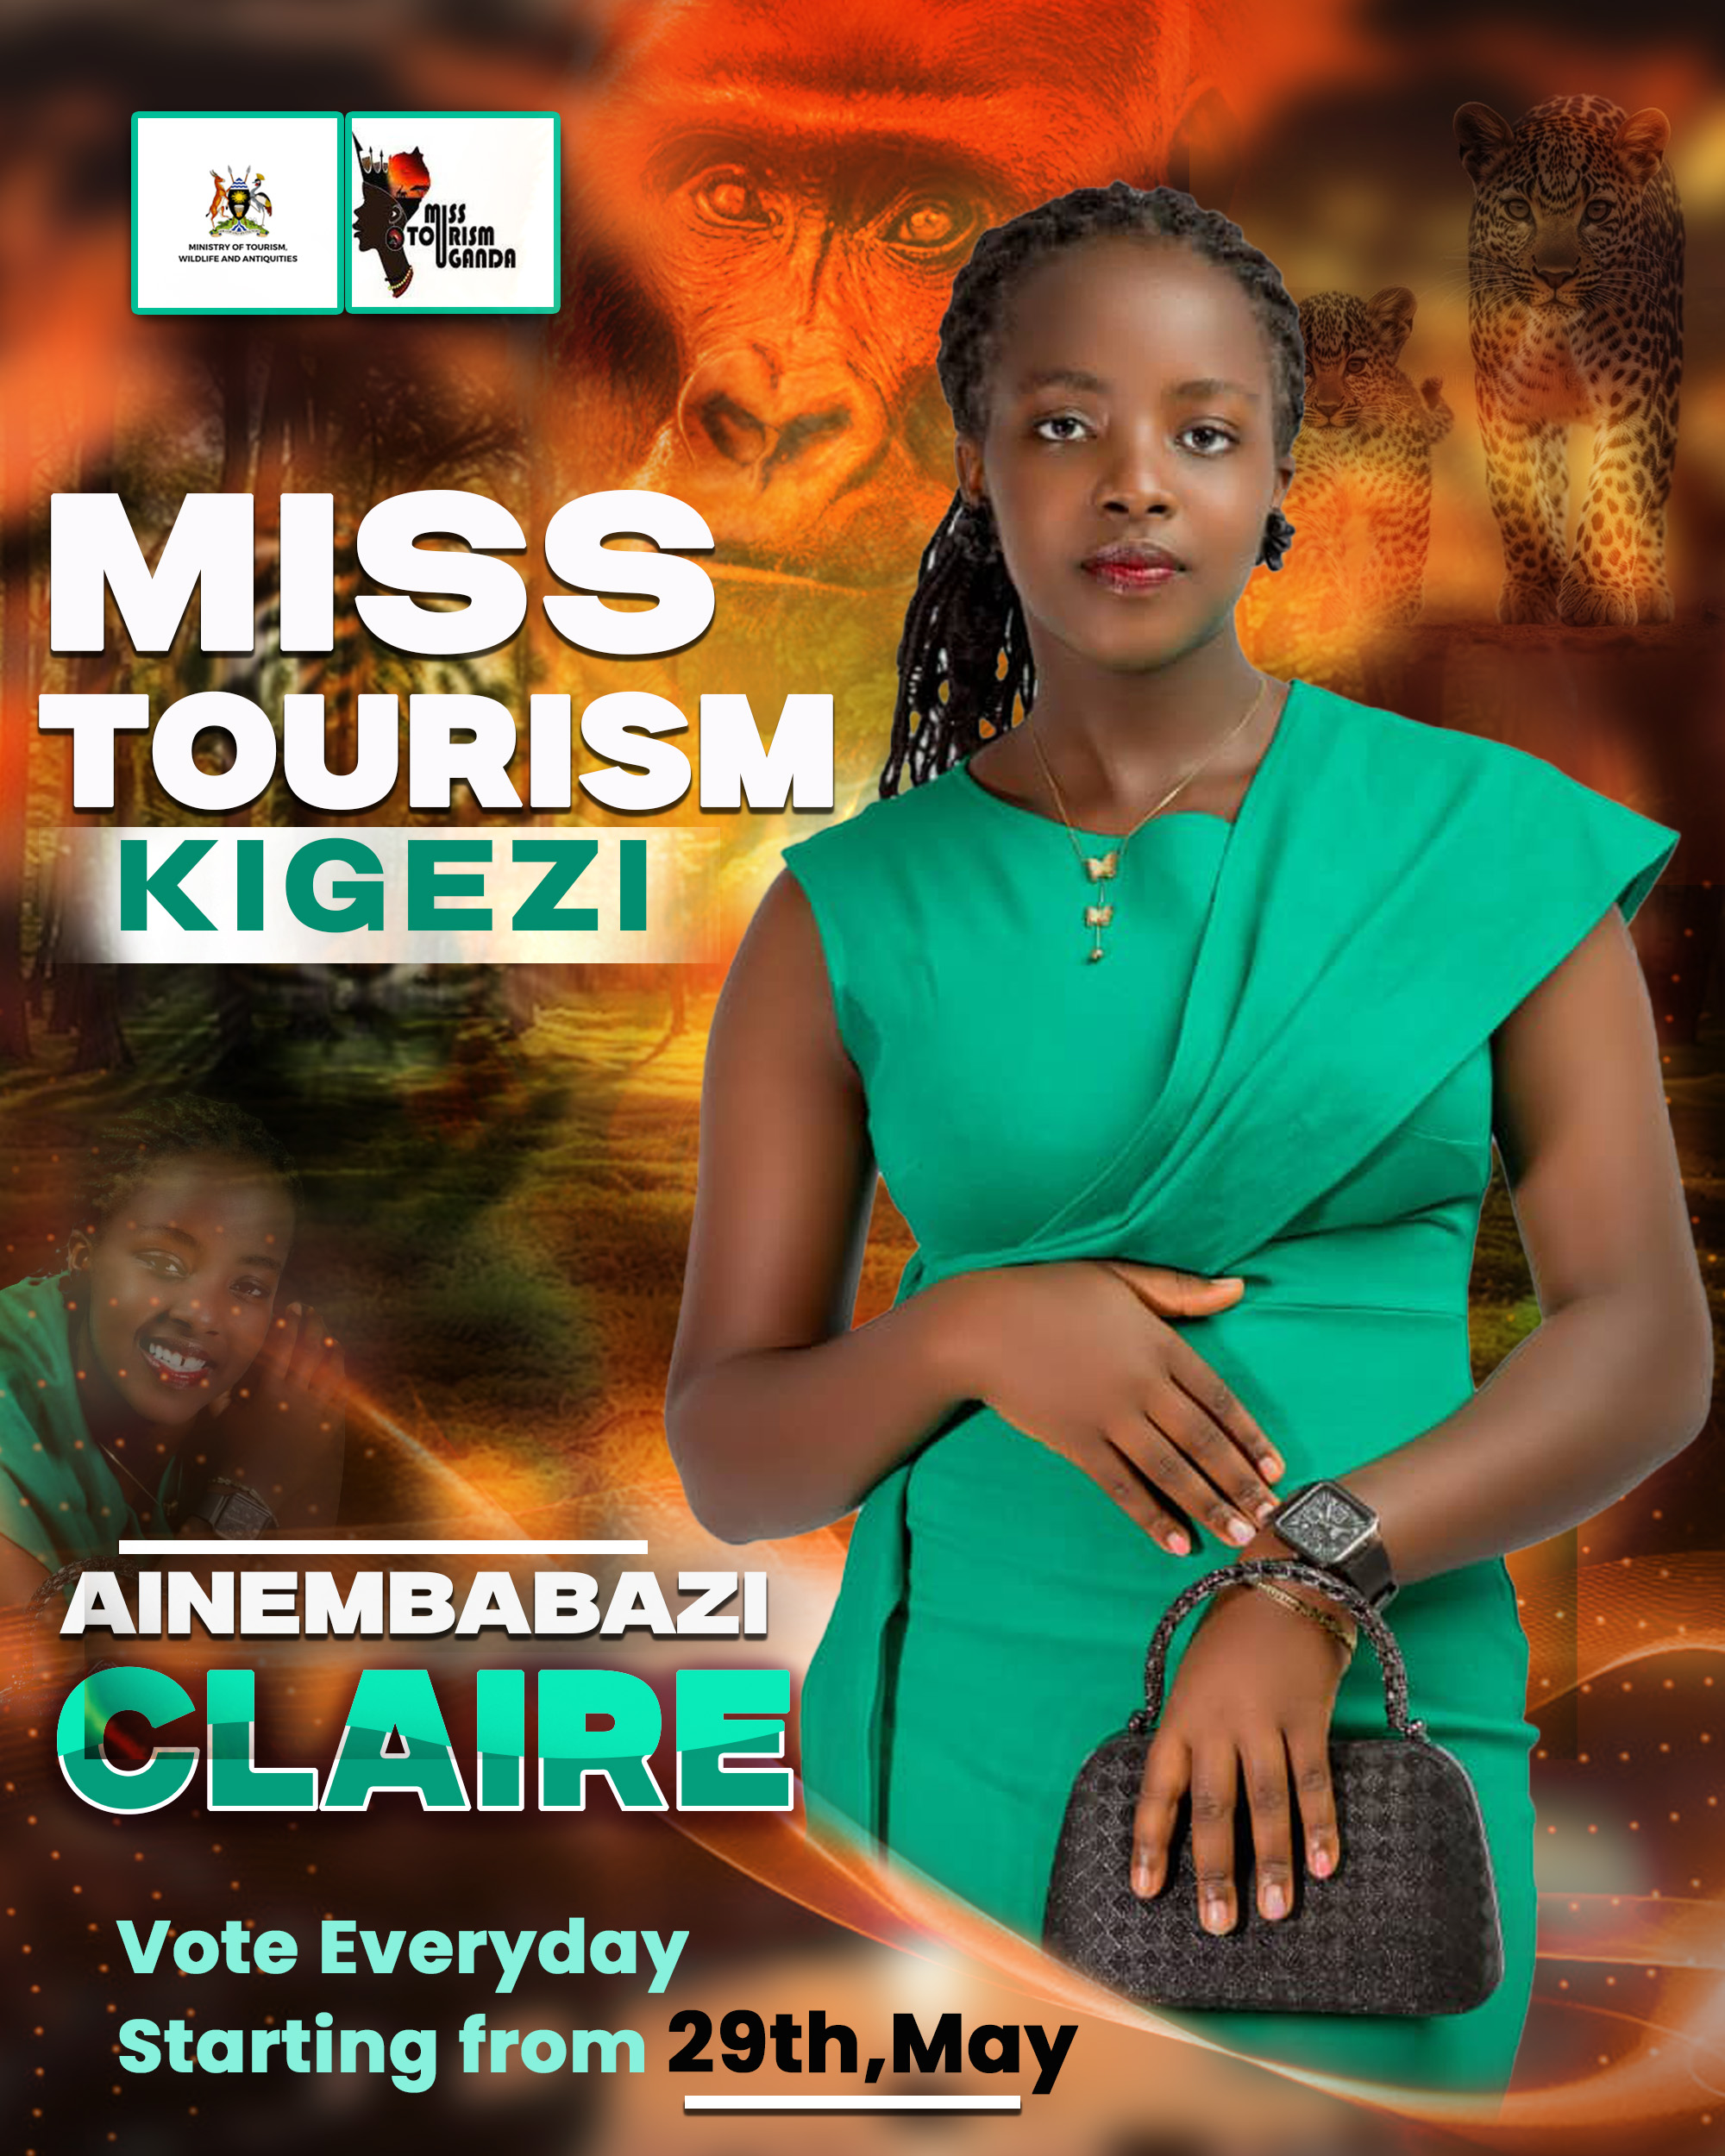 MINISTRY OF TOURISM,
WILDLIFE AND ANTIQUITIES
MISS
TOURISM
UGANDA
MISS
TOURISM
KIGEZI
AINEMBABAZI
CLAIRE
Vote Everyday
Starting from 29th,May